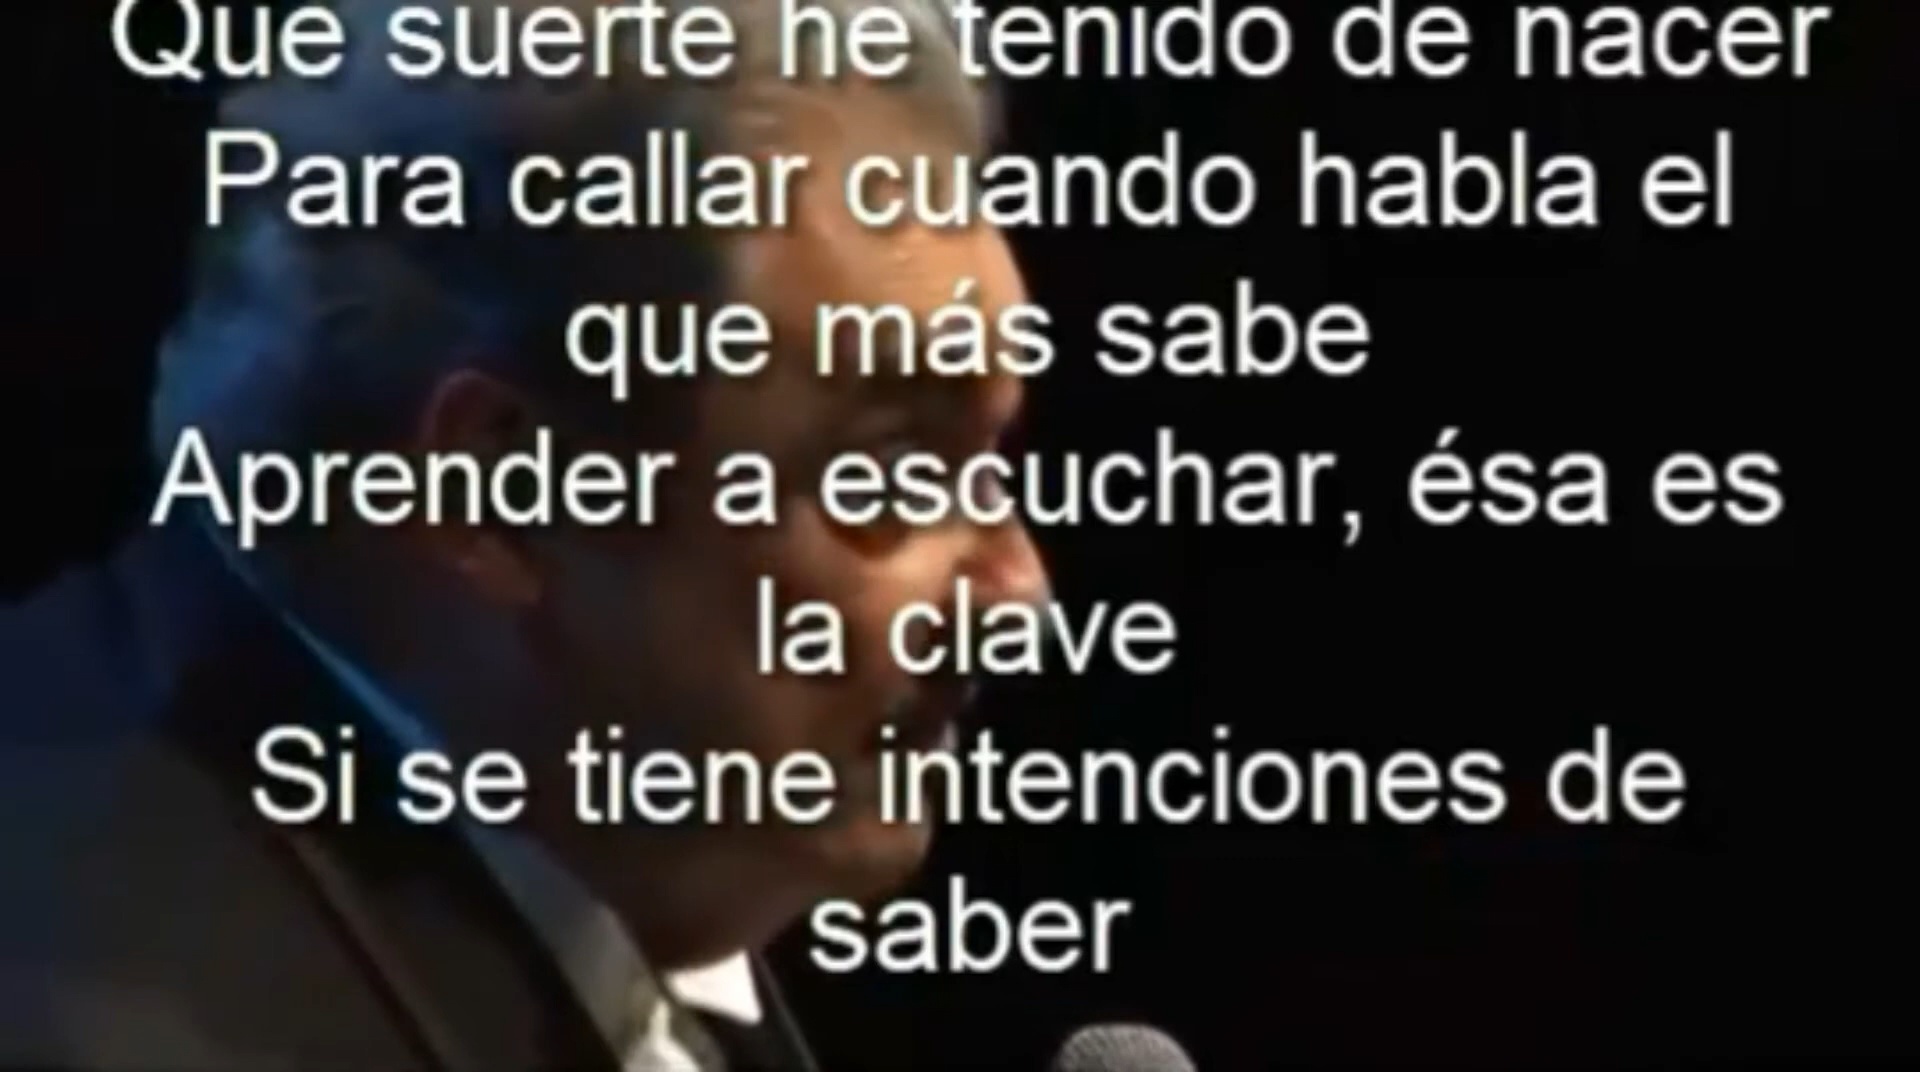 Que suerte he tenido de nacer
Para callar cuando habla el
que más sabe
Aprender a escuchar, ésa es
la clave
Si se tiene intenciones de
saber